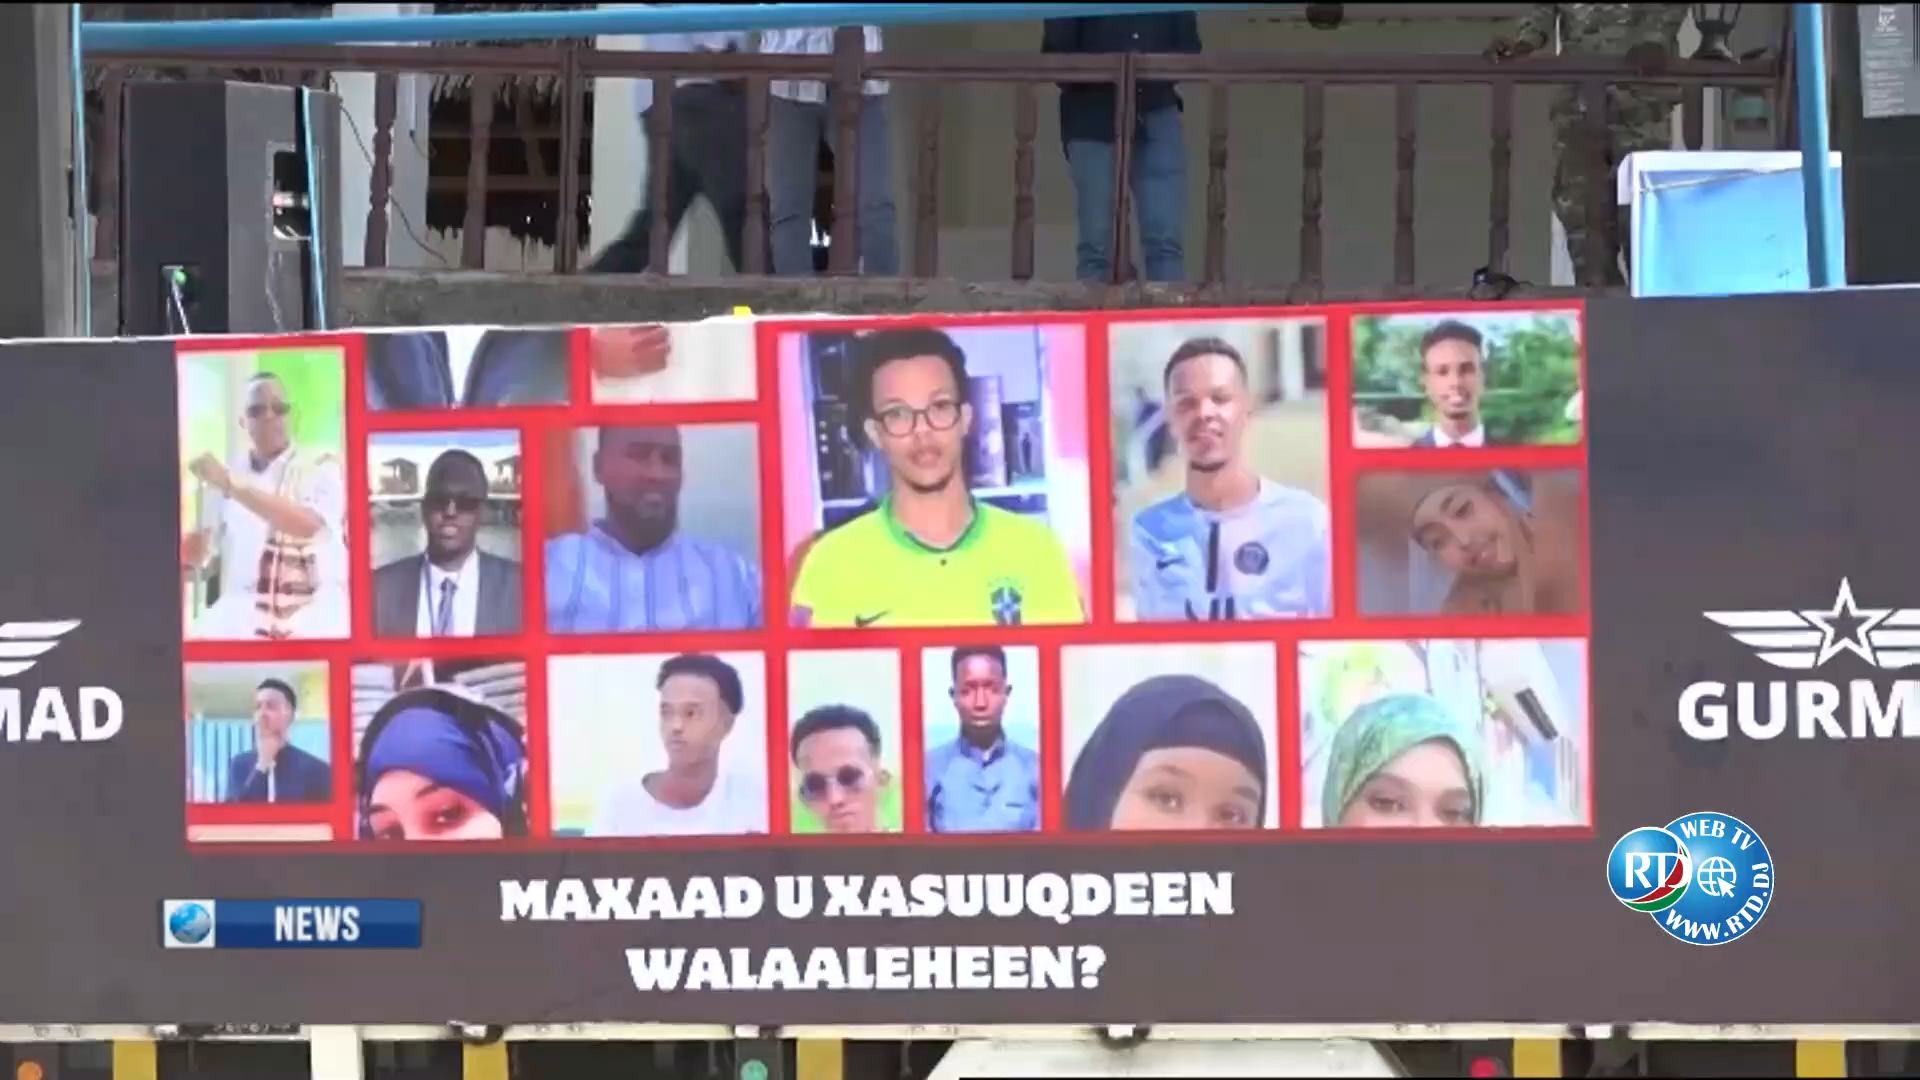 MAD
GURM
MAXAAD U XASUUQDEEN
WALAALEHEEN?
NEWS
WEB TV
RTD
WWW.RTD.DJ